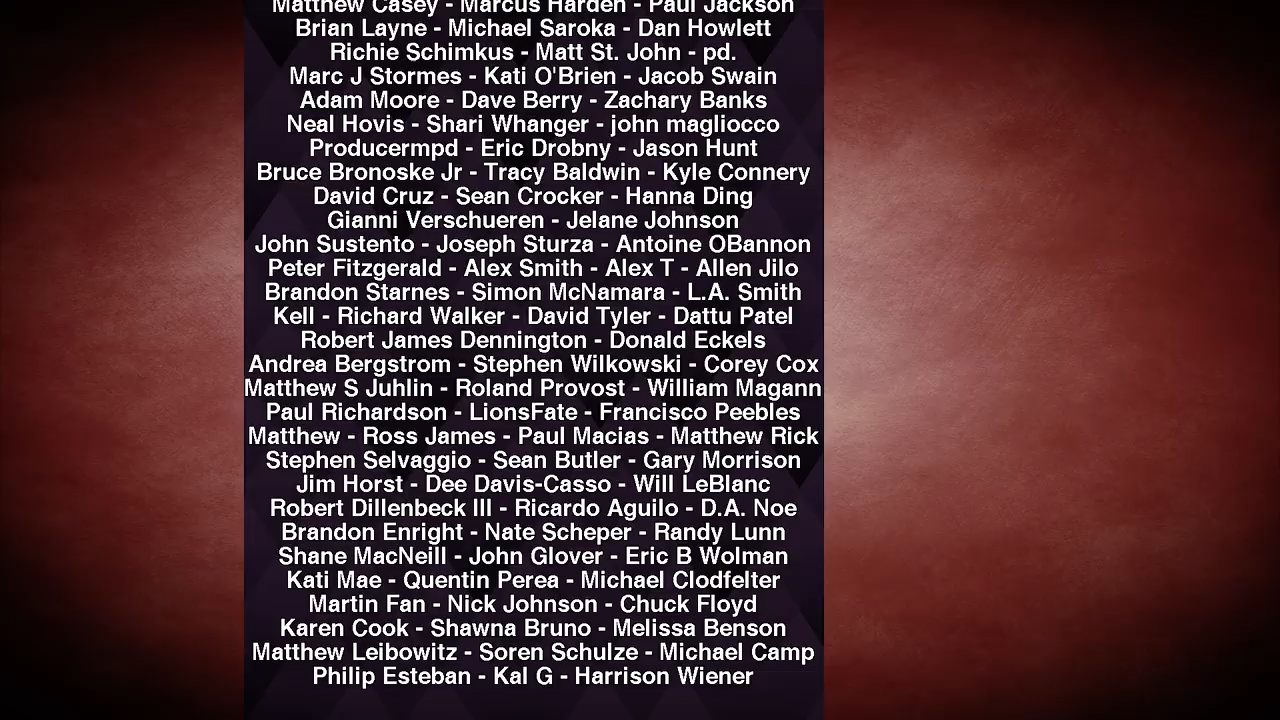 Matthew Casey - Marcus Harden - Paul Jackson
Brian Layne - Michael Saroka - Dan Howlett
Richie Schimkus - Matt St. John - pd.
Marc J Stormes - Kati O'Brien - Jacob Swain
Adam Moore - Dave Berry - Zachary Banks
Neal Hovis - Shari Whanger - john magliocco
Producermpd - Eric Drobny - Jason Hunt
Bruce Bronoske Jr - Tracy Baldwin - Kyle Connery
David Cruz - Sean Crocker - Hanna Ding
Gianni Verschueren - Jelane Johnson
John Sustento - Joseph Sturza - Antoine OBannon
Peter Fitzgerald - Alex Smith - Alex T - Allen Jilo
Brandon Starnes - Simon McNamara - L.A. Smith
Kell - Richard Walker - David Tyler - Dattu Patel
Robert James Dennington - Donald Eckels
Andrea Bergstrom - Stephen Wilkowski - Corey Cox
Matthew S Juhlin - Roland Provost - William Magann
Paul Richardson - LionsFate - Francisco Peebles
Matthew - Ross James - Paul Macias - Matthew Rick
Stephen Selvaggio - Sean Butler - Gary Morrison
Jim Horst - Dee Davis-Casso - Will LeBlanc
Robert Dillenbeck III - Ricardo Aguilo - D.A. Noe
Brandon Enright - Nate Scheper - Randy Lunn
Shane MacNeill - John Glover - Eric B Wolman
Kati Mae - Quentin Perea - Michael Clodfelter
Martin Fan - Nick Johnson - Chuck Floyd
Karen Cook - Shawna Bruno - Melissa Benson
Matthew Leibowitz - Soren Schulze - Michael Camp
Philip Esteban - Kal G - Harrison Wiener